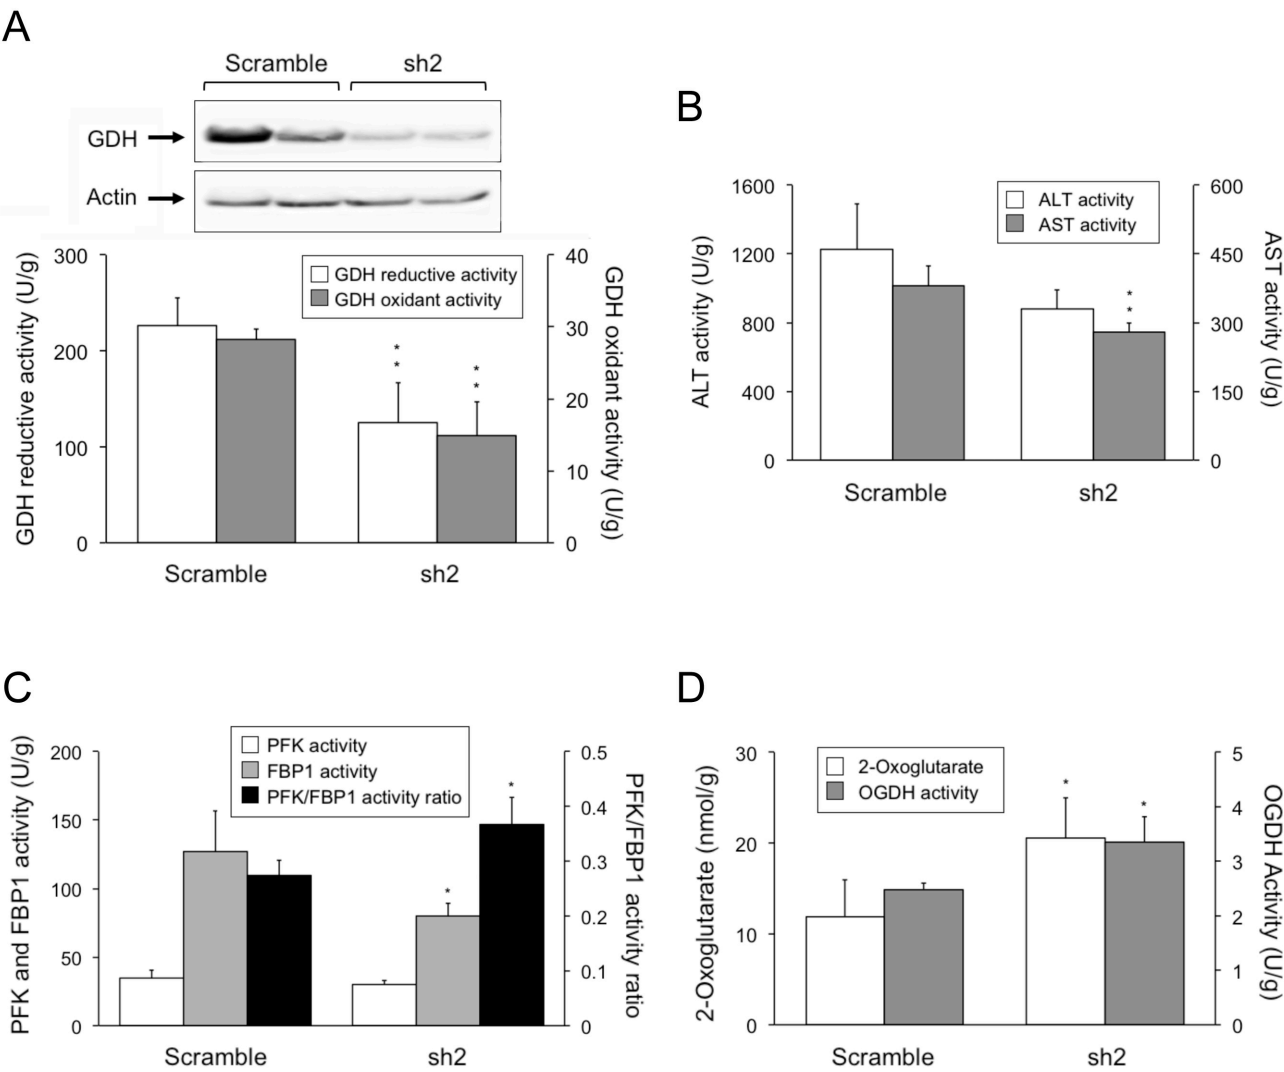 A
Scramble
sh2
GDH
Actin
GDH reductive activity (U/g)
300
200
100
0
GDH reductive activity
GDH oxidant activity
* *
* *
40
30
20
10
0
GDH oxidant activity (U/g)
Scramble
sh2
B
ALT activity (U/g)
1600
1200
800
400
0
ALT activity
AST activity
* *
600
450
300
150
0
AST activity (U/g)
Scramble
sh2
C
PFK and FBP1 activity (U/g)
200
150
100
50
0
PFK activity
FBP1 activity
PFK/FBP1 activity ratio
*
*
0.5
0.4
0.3
0.2
0.1
0
PFK/FBP1 activity ratio
Scramble
sh2
D
2-Oxoglutarate (nmol/g)
30
20
10
0
2-Oxoglutarate
OGDH activity
*
*
5
4
3
2
1
0
OGDH Activity (U/g)
Scramble
sh2